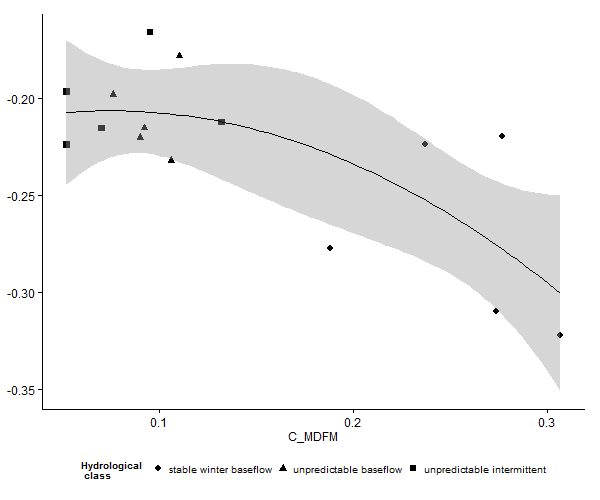 -0.20
-0.25
-0.30
-0.35
0.1 0.2 0.3
C_MDFM
Hydrological
class
stable winter baseflow unpredictable baseflow unpredictable intermittent